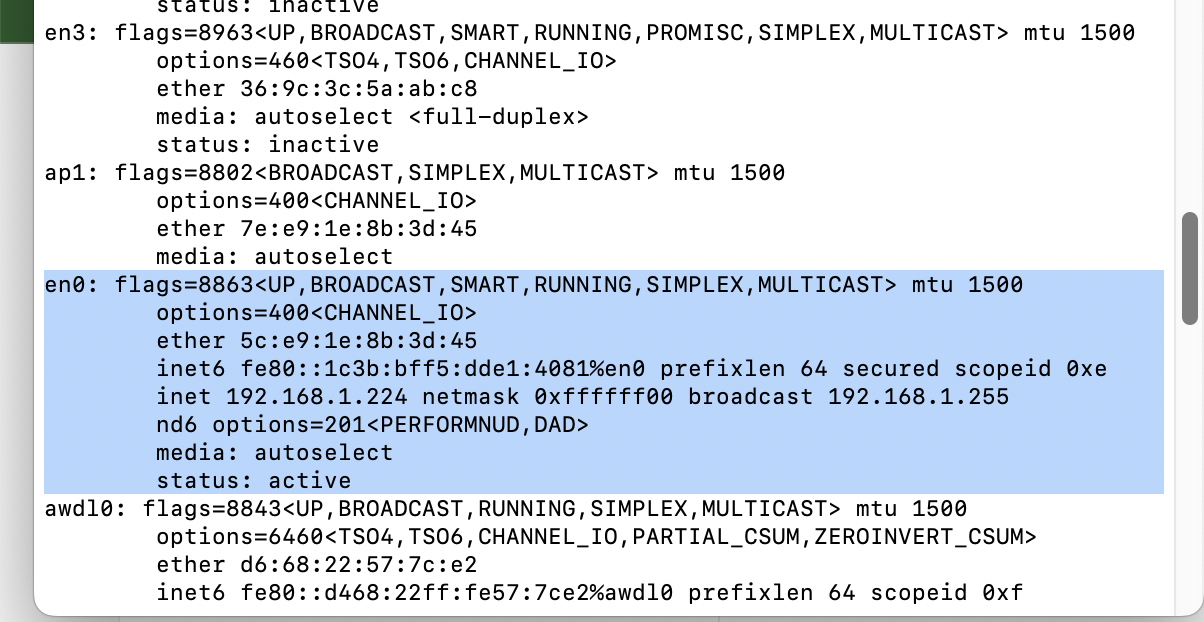 status: inactive
en3: flags=8963<UP,BROADCAST,SMART,RUNNING,PROMISC,SIMPLEX,MULTICAST> mtu 1500
options=460<TSO4,TSO6,CHANNEL_IO>
ether 36:9c:3c:5a:ab:c8
media: autoselect <full-duplex>
status: inactive
ap1: flags=8802<BROADCAST,SIMPLEX,MULTICAST> mtu 1500
options=400<CHANNEL_IO>
ether 7e:e9:1e:8b:3d:45
media: autoselect
en0: flags=8863<UP,BROADCAST,SMART,RUNNING,SIMPLEX,MULTICAST> mtu 1500
options=400<CHANNEL_IO>
ether 5c:e9:1e:8b:3d:45
inet6 fe80::1c3b:bff5:dde1:4081%en0 prefixlen 64 secured scopeid 0xe
inet 192.168.1.224 netmask 0xffffff00 broadcast 192.168.1.255
nd6 options=201<PERFORMNUD,DAD>
media: autoselect
status: active
awdl0: flags=8843<UP,BROADCAST,RUNNING,SIMPLEX,MULTICAST> mtu 1500
options=6460<TSO4,TSO6,CHANNEL_IO,PARTIAL_CSUM,ZEROINVERT_CSUM>
ether d6:68:22:57:7c:e2
inet6 fe80::d468:22ff:fe57:7ce2%awdl0 prefixlen 64 scopeid 0xf